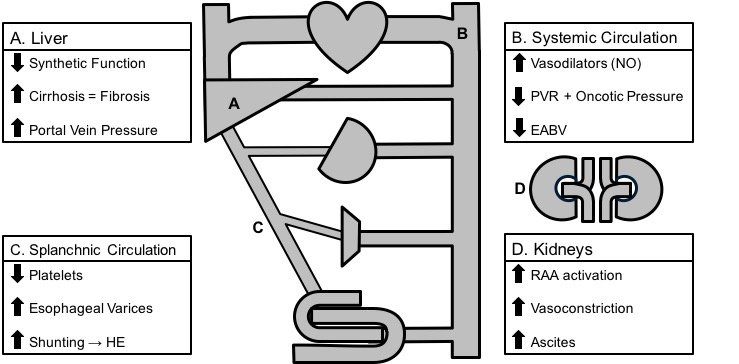 A. Liver
Synthetic Function
Cirrhosis = Fibrosis
Portal Vein Pressure
B. Systemic Circulation
Vasodilators (NO)
PVR + Oncotic Pressure
EABV
C. Splanchnic Circulation
Platelets
Esophageal Varices
Shunting → HE
D. Kidneys
RAA activation
Vasoconstriction
Ascites
A
B
C
D